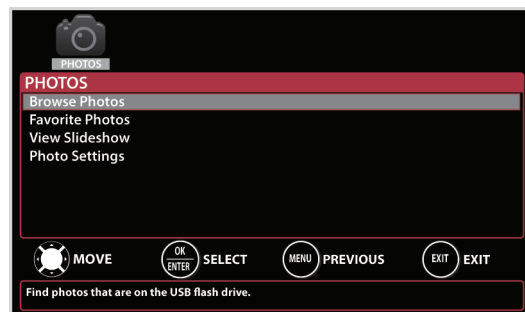 PHOTOS
PHOTOS
Browse Photos
Favorite Photos
View Slideshow
Photo Settings
MOVE OK ENTER SELECT MENU PREVIOUS EXIT EXIT
Find photos that are on the USB flash drive.